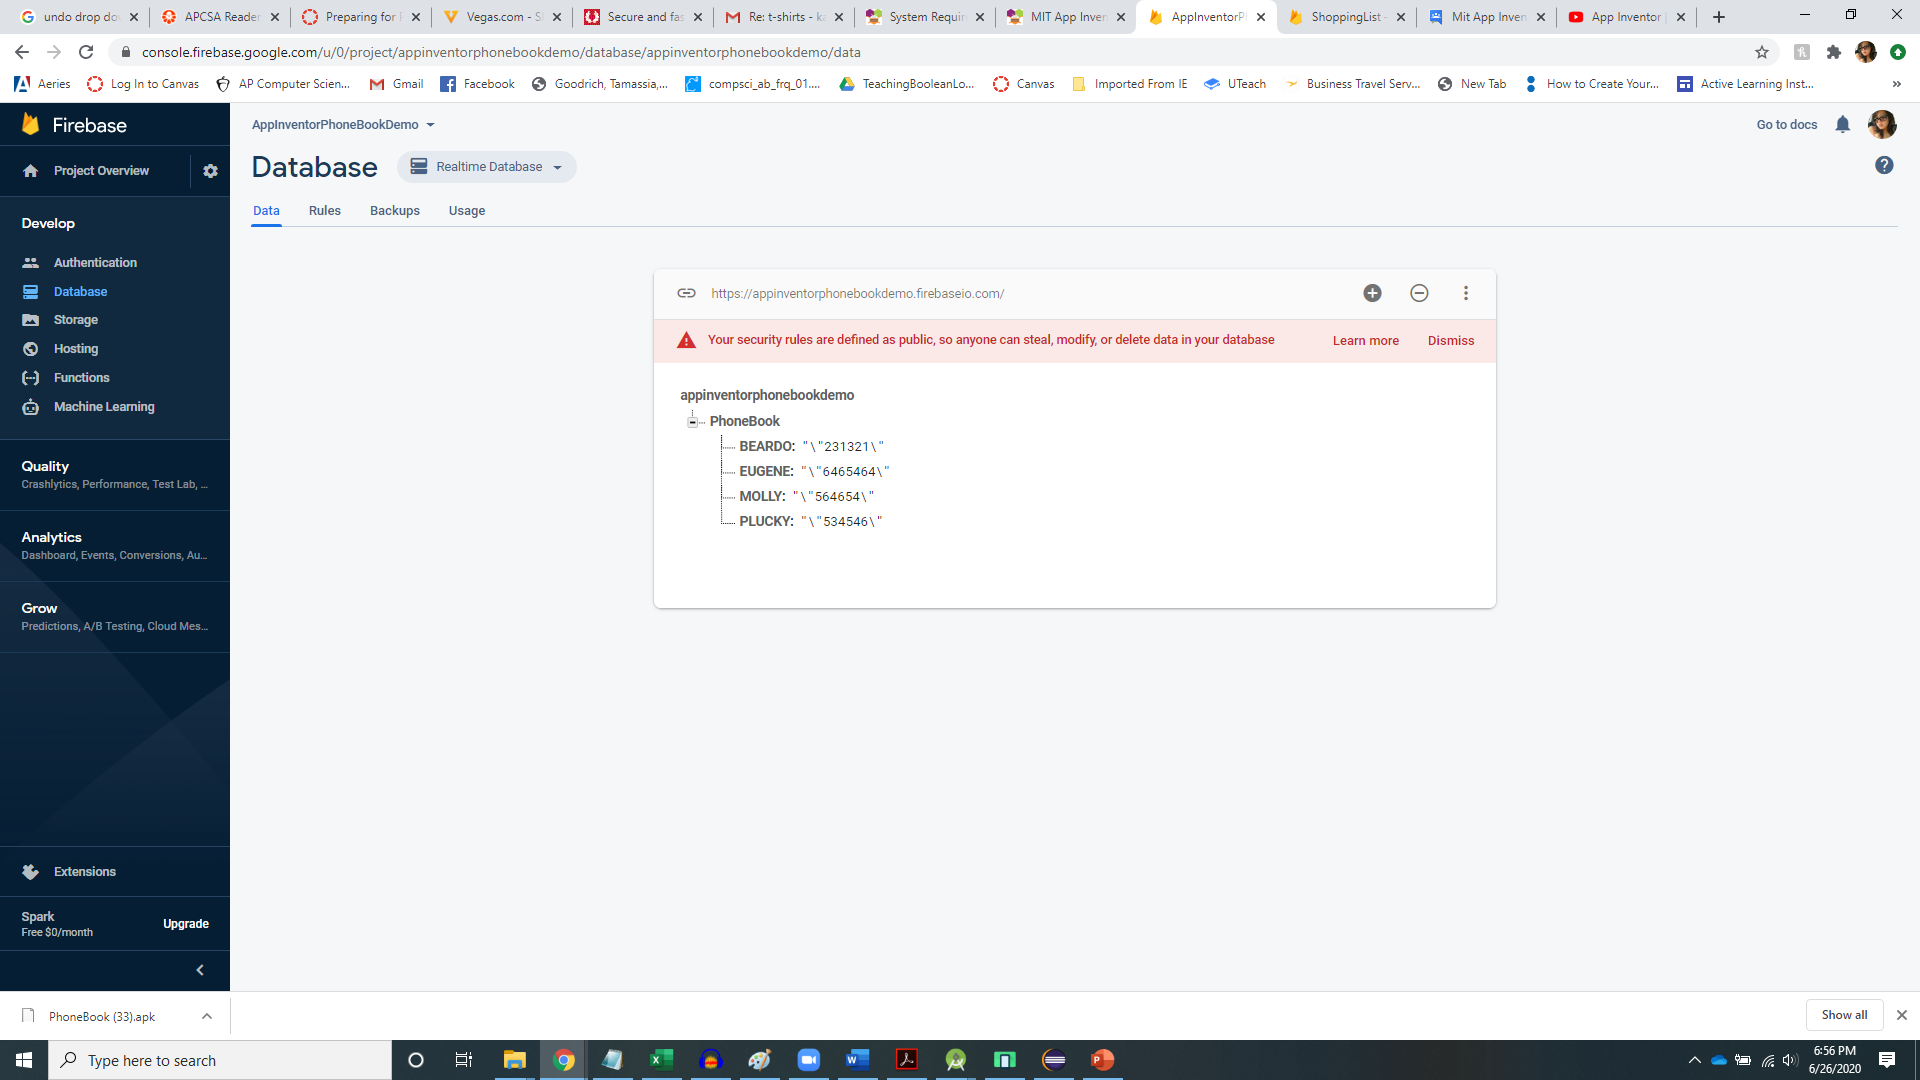 undo drop do
APCSA Reader
Preparing for
Vegas.com - S
Secure and fa
Re: t-shirts - k
System Requir
MIT App Inven
AppInventorP
ShoppingList -
Mit App Inven
App Inventor
console.firebase.google.com/u/0/project/appinventorphonebookdemo/database/appinventorphonebookdemo/data
Aeries
Log In to Canvas
AP Computer Scien...
Gmail
Facebook
Goodrich, Tamassia,...
compsci_ab_frq_01....
TeachingBooleanLo...
Canvas
Imported From IE
UTeach
Business Travel Serv...
New Tab
How to Create Your...
Active Learning Inst...
»
Firebase
Project Overview
Develop
Authentication
Database
Storage
Hosting
Functions
Machine Learning
Quality
Crashlytics, Performance, Test Lab, ...
Analytics
Dashboard, Events, Conversions, Au...
Grow
Predictions, A/B Testing, Cloud Mes...
Extensions
Spark
Free $0/month
Upgrade
AppInventorPhoneBookDemo
Go to docs
Database
Realtime Database
Data
Rules
Backups
Usage
https://appinventorphonebookdemo.firebaseio.com/
Your security rules are defined as public, so anyone can steal, modify, or delete data in your database
Learn more
Dismiss
appinventorphonebookdemo
PhoneBook
BEARDO: "\"231321\"
EUGENE: "\"6465464\"
MOLLY: "\"564654\"
PLUCKY: "\"534546\"
PhoneBook (33).apk
Show all
Type here to search
6:56 PM
6/26/2020